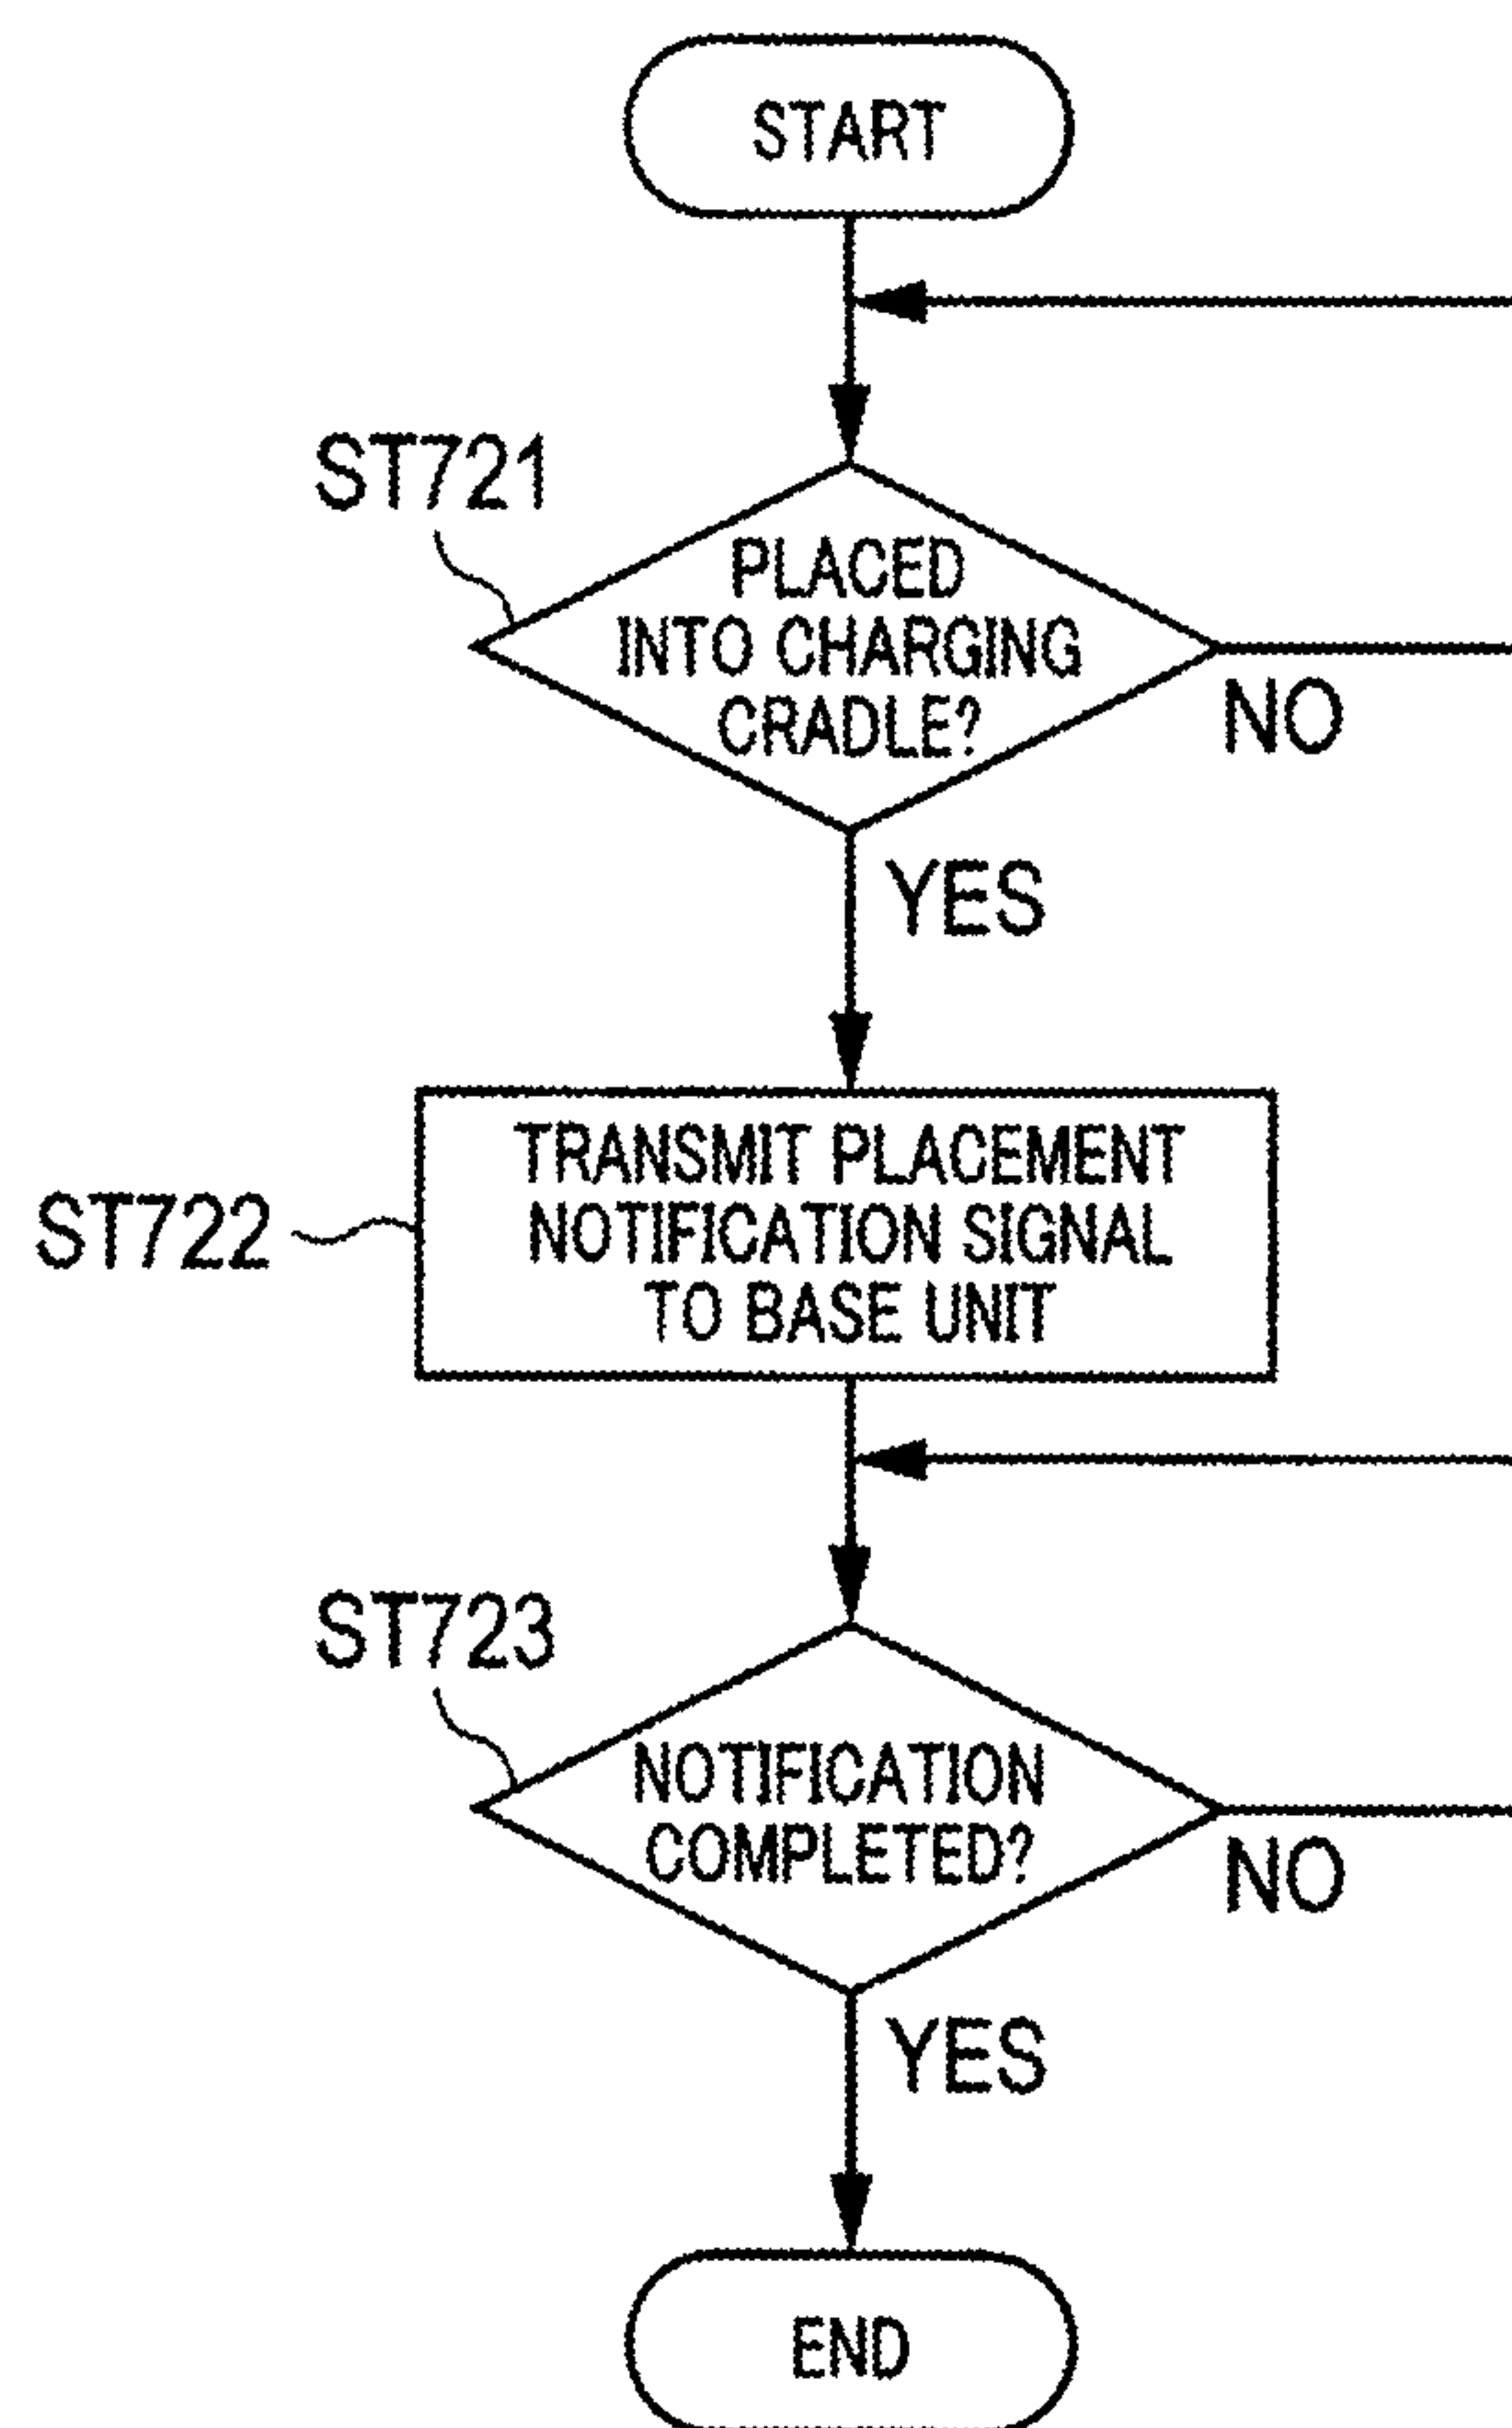 START
ST721
PLACED
INTO CHARGING
CRADLE?
NO
YES
ST722
TRANSMIT PLACEMENT
NOTIFICATION SIGNAL
TO BASE UNIT
ST723
NOTIFICATION
COMPLETED?
NO
YES
END